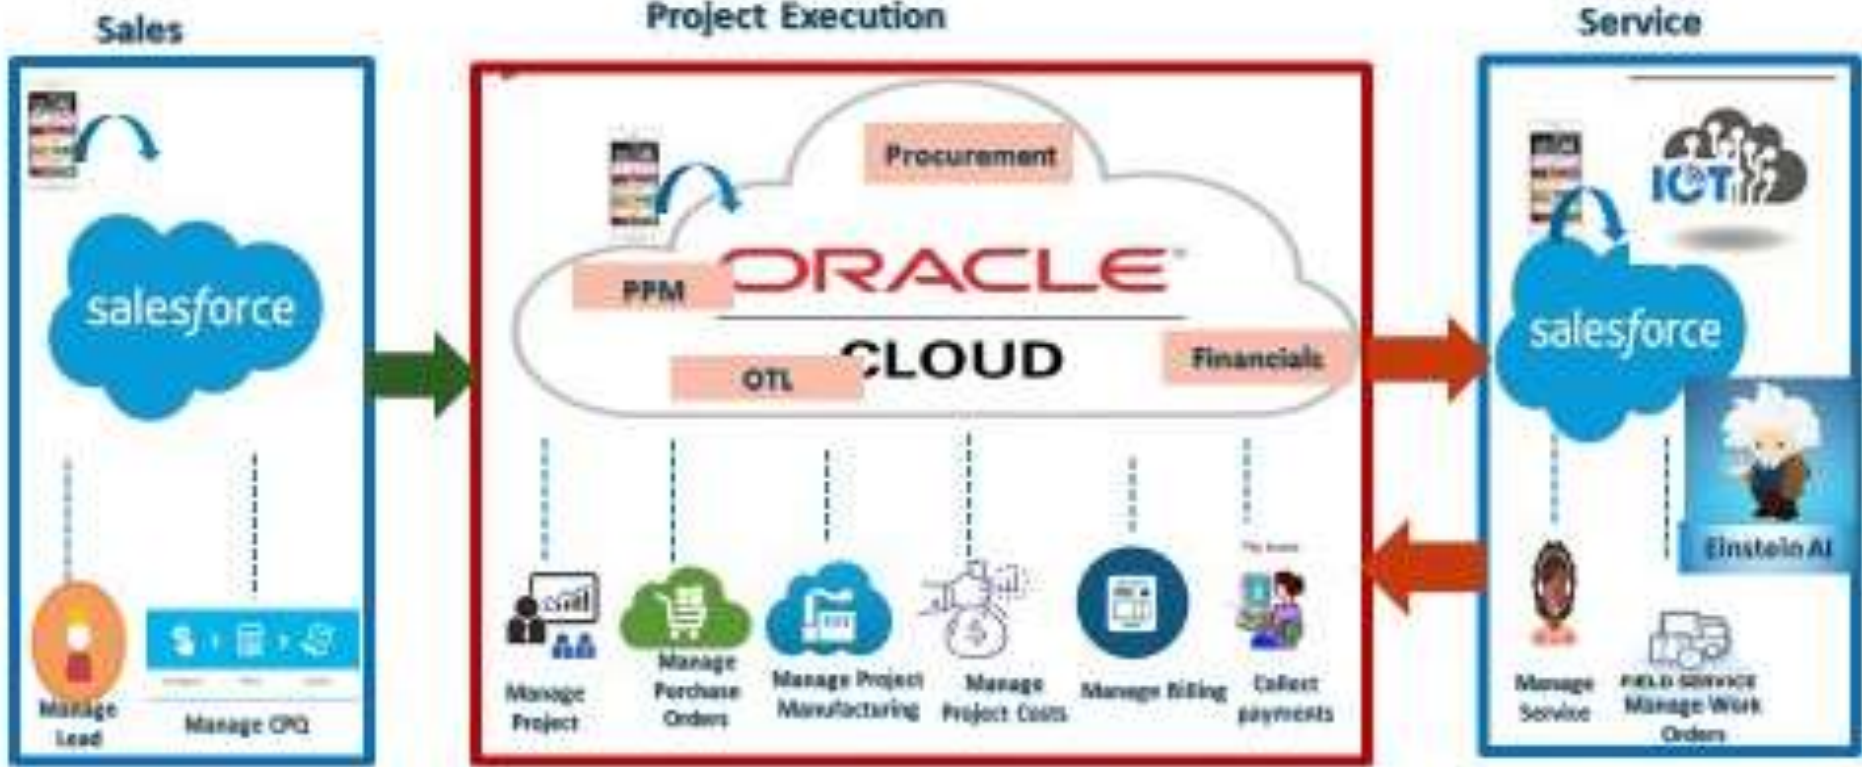 Sales
Project Execution
Service
salesforce
Manage
Lead
Manage CPQ
Procurement
PPM
ORACLE
CLOUD
OTL
Financials
Manage
Project
Manage
Purchase
Orders
Manage Project
Manufacturing
Manage
Project Costs
Manage Billing
Collect
payments
IOT
salesforce
Einstein AI
Manage
Service
FIELD SERVICE
Manage Work
Orders